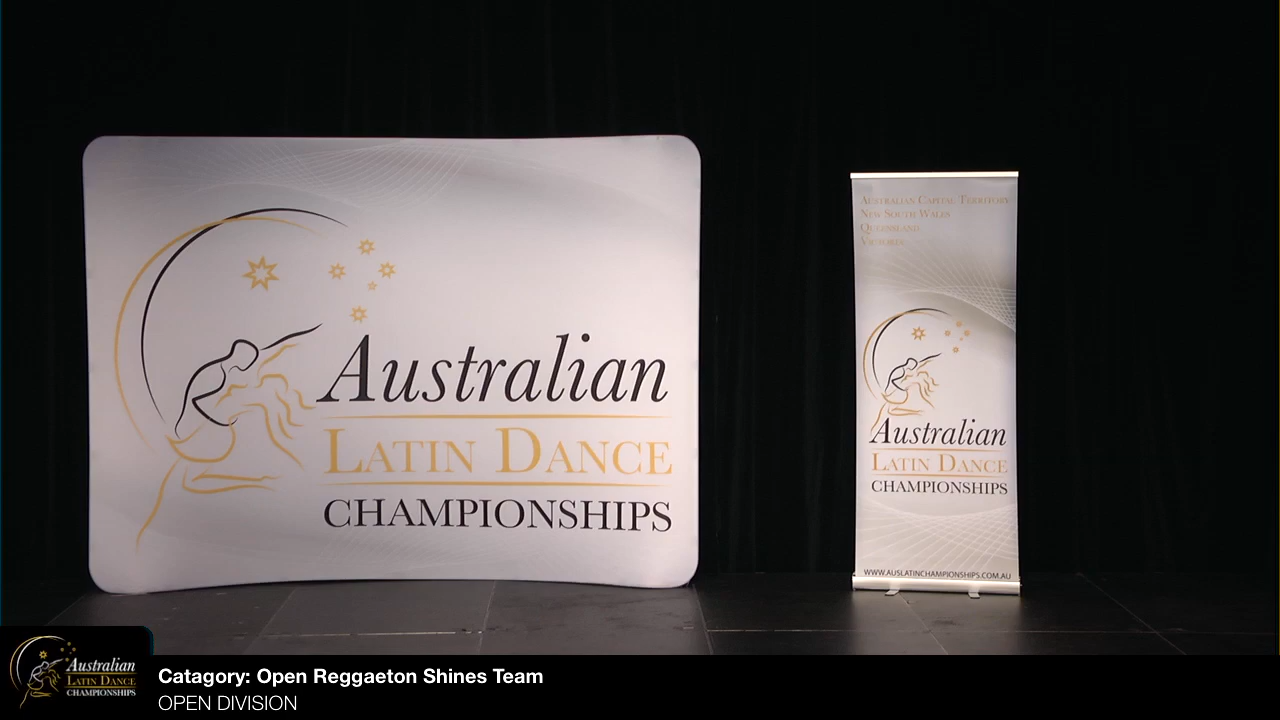 Australian
LATIN DANCE
CHAMPIONSHIPS
AUSTRALIAN CAPITAL TERRITORY
NEW SOUTH WALES
QUEENSLAND
VICTORIA
Australian
LATIN DANCE
CHAMPIONSHIPS
WWW.AUSLATINCHAMPIONSHIPS.COM.AU
Australian
LATIN DANCE
CHAMPIONSHIPS
Catagory: Open Reggaeton Shines Team
OPEN DIVISION